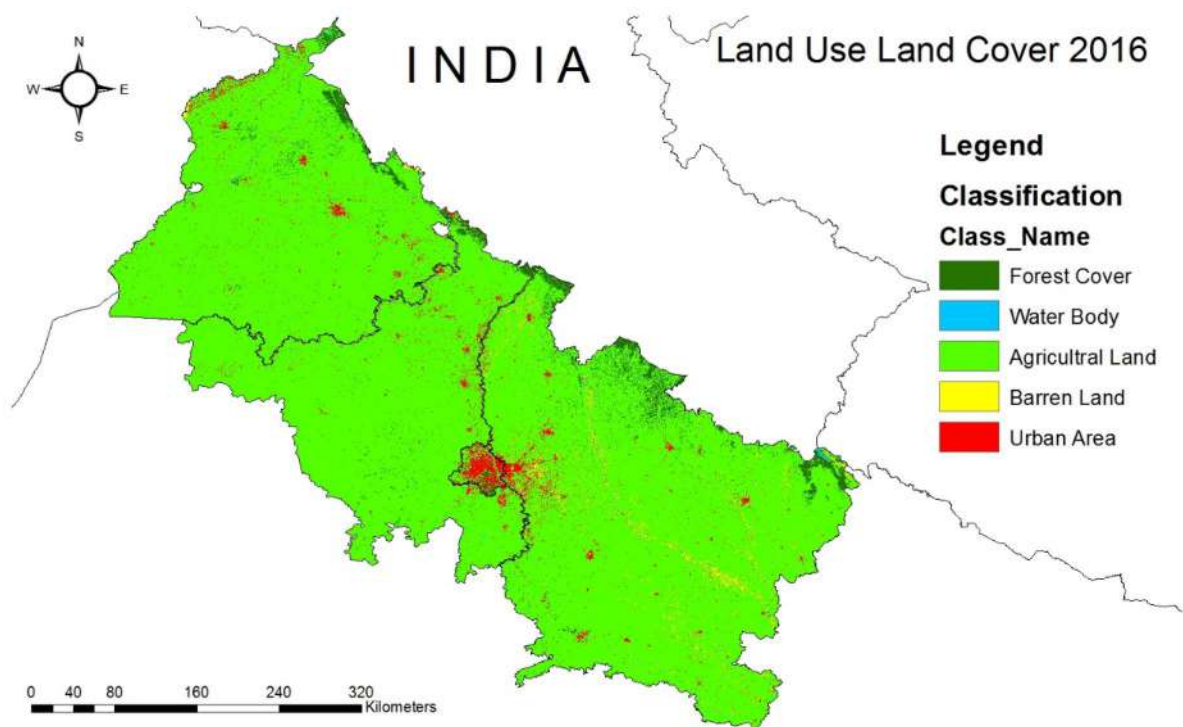 INDIA
Land Use Land Cover 2016
N
W E
S
Legend
Classification
Class_Name
Forest Cover
Water Body
Agricultral Land
Barren Land
Urban Area
0 40 80 160 240 320
Kilometers